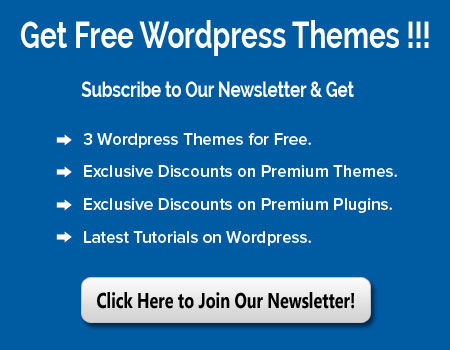 Get Free Wordpress Themes !!!
Subscribe to Our Newsletter & Get
3 Wordpress Themes for Free.
Exclusive Discounts on Premium Themes.
Exclusive Discounts on Premium Plugins.
Latest Tutorials on Wordpress.
Click Here to Join Our Newsletter!